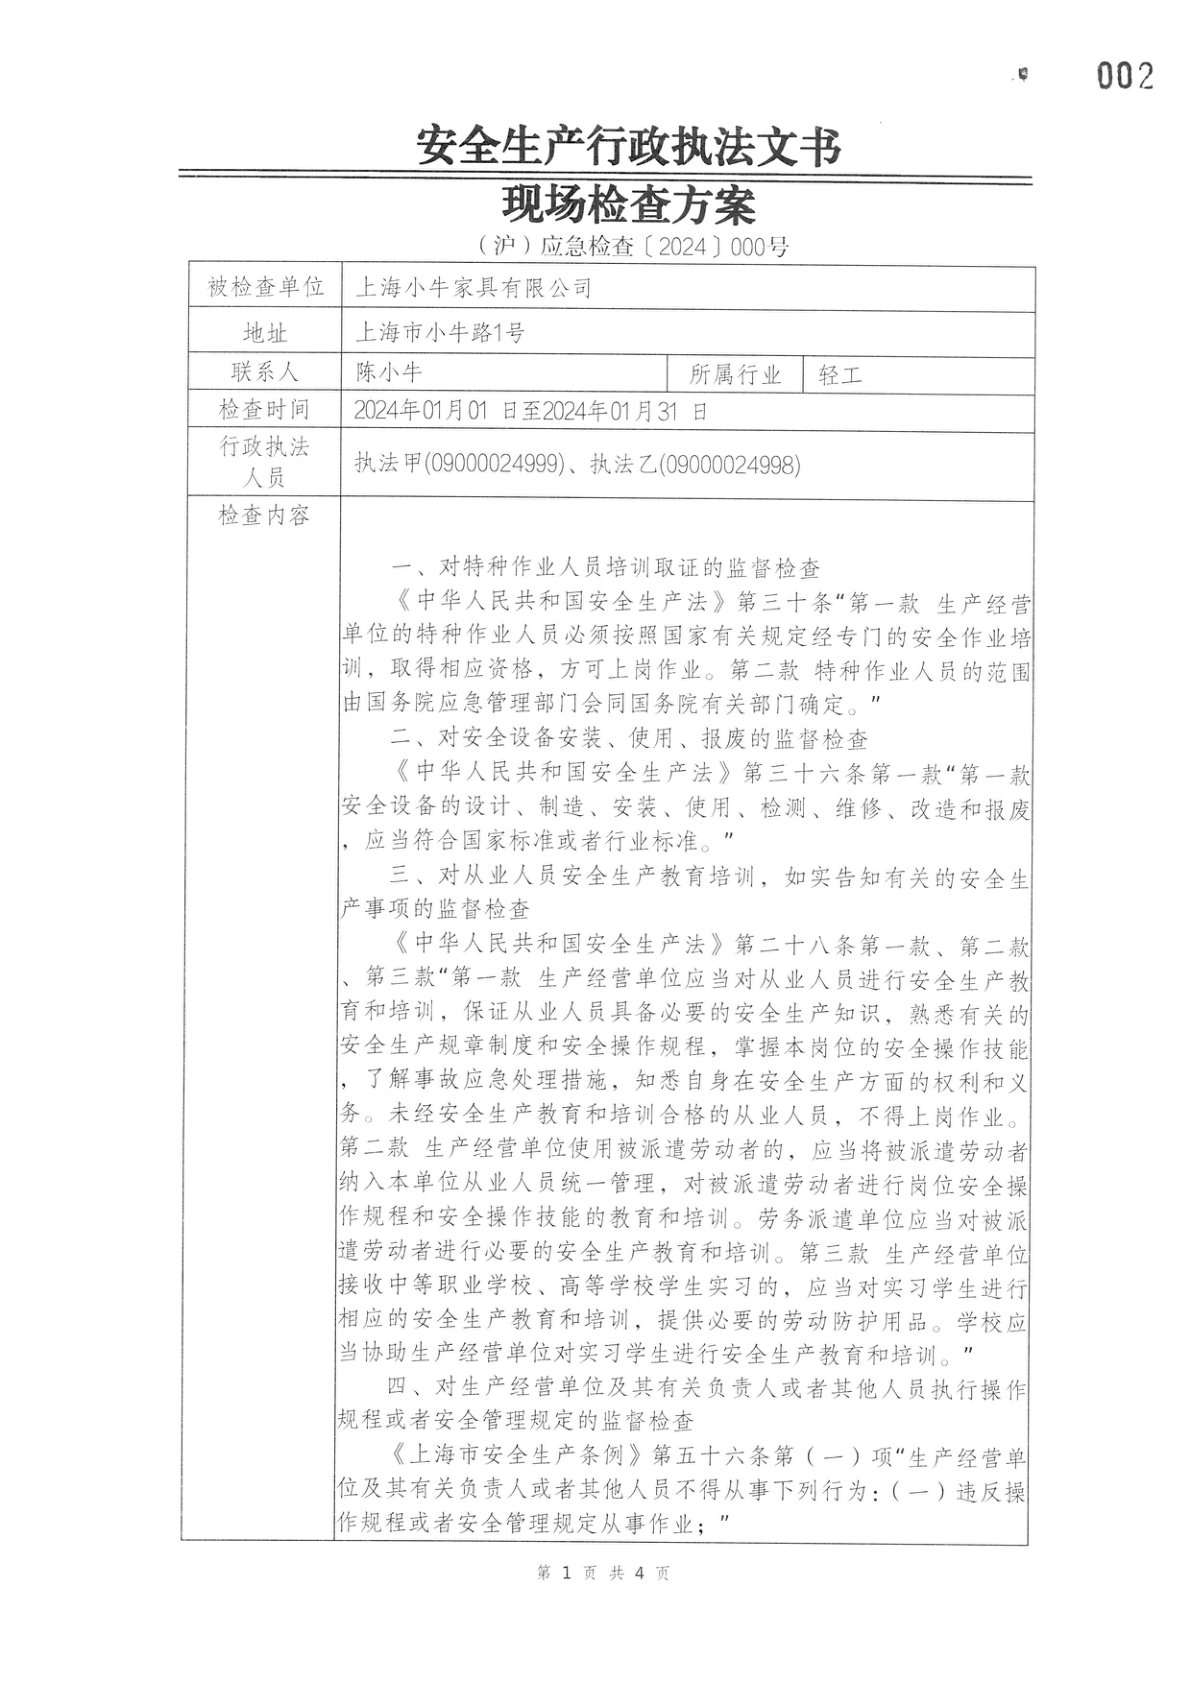 002
安全生产行政执法文书
现场检查方案
（沪）应急检查〔2024〕000号
被检查单位 上海小牛家具有限公司
地址 上海市小牛路1号
联系人 陈小牛 所属行业 轻工
检查时间 2024年01月01 日至2024年01月31 日
行政执法
人员 执法甲(09000024999)、执法乙(09000024998)
检查内容
一、对特种作业人员培训取证的监督检查
《中华人民共和国安全生产法》第三十条“第一款 生产经营
单位的特种作业人员必须按照国家有关规定经专门的安全作业培
训，取得相应资格，方可上岗作业。第二款 特种作业人员的范围
由国务院应急管理部门会同国务院有关部门确定。”
二、对安全设备安装、使用、报废的监督检查
《中华人民共和国安全生产法》第三十六条第一款“第一款
安全设备的设计、制造、安装、使用、检测、维修、改造和报废
，应当符合国家标准或者行业标准。”
三、对从业人员安全生产教育培训，如实告知有关的安全生
产事项的监督检查
《中华人民共和国安全生产法》第二十八条第一款、第二款
、第三款“第一款 生产经营单位应当对从业人员进行安全生产教
育和培训，保证从业人员具备必要的安全生产知识，熟悉有关的
安全生产规章制度和安全操作规程，掌握本岗位的安全操作技能
，了解事故应急处理措施，知悉自身在安全生产方面的权利和义
务。未经安全生产教育和培训合格的从业人员，不得上岗作业。
第二款 生产经营单位使用被派遣劳动者的，应当将被派遣劳动者
纳入本单位从业人员统一管理，对被派遣劳动者进行岗位安全操
作规程和安全操作技能的教育和培训。劳务派遣单位应当对被派
遣劳动者进行必要的安全生产教育和培训。第三款 生产经营单位
接收中等职业学校、高等学校学生实习的，应当对实习学生进行
相应的安全生产教育和培训，提供必要的劳动防护用品。学校应
当协助生产经营单位对实习学生进行安全生产教育和培训。”
四、对生产经营单位及其有关负责人或者其他人员执行操作
规程或者安全管理规定的监督检查
《上海市安全生产条例》第五十六条第（一）项“生产经营单
位及其有关负责人或者其他人员不得从事下列行为：（一）违反操
作规程或者安全管理规定从事作业；”
第 1 页 共 4 页